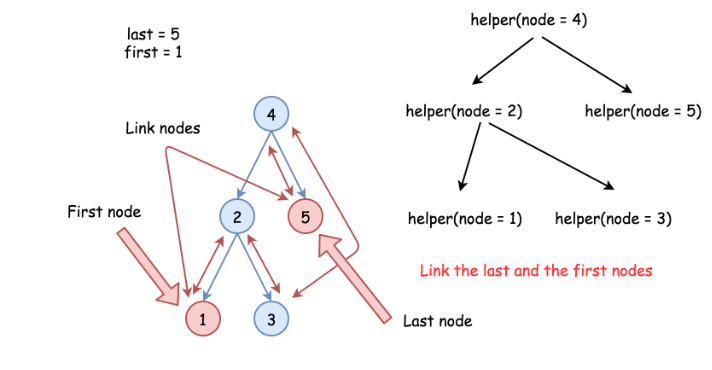 last = 5
first = 1
helper(node = 4)
helper(node = 2)
helper(node = 5)
Link nodes
4
First node
2
5
helper(node = 1)
helper(node = 3)
Link the last and the first nodes
1
3
Last node